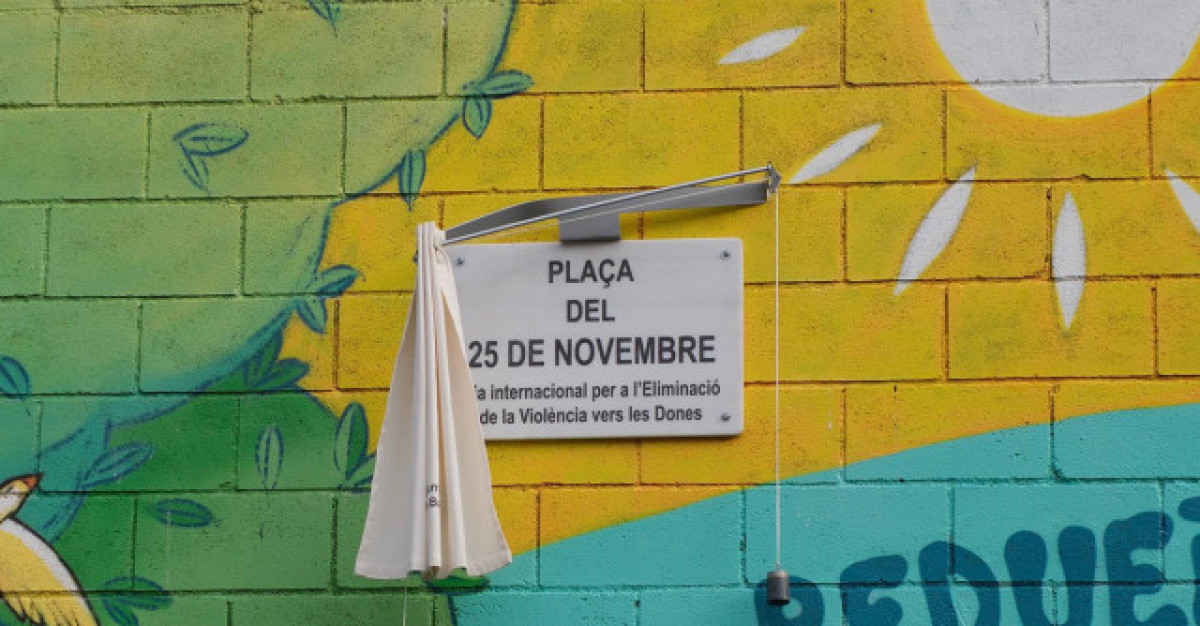 PLAÇA
DEL
25 DE NOVEMBRE
internacional per a l'Eliminació
de la Violència vers les Dones